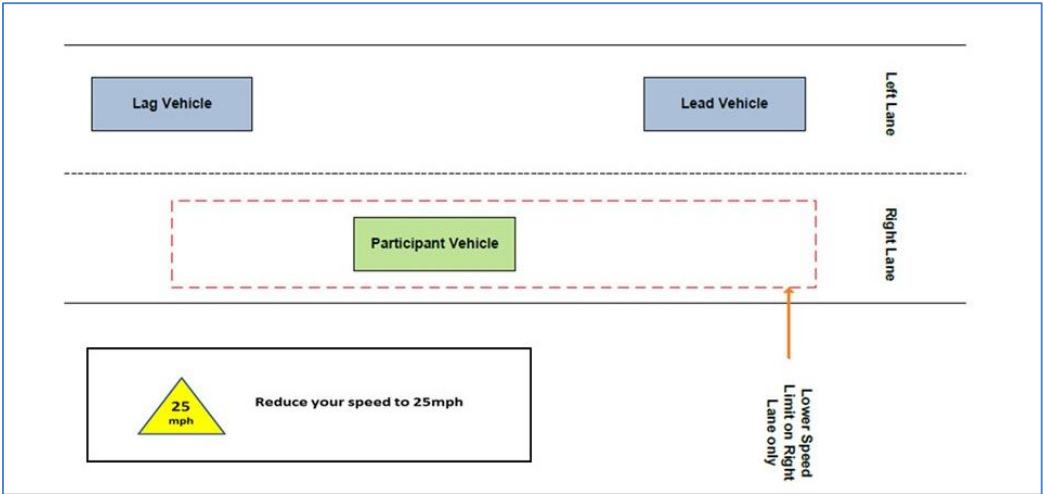 Lag Vehicle
Lead Vehicle
Left Lane
Participant Vehicle
Right Lane
25
mph
Reduce your speed to 25mph
Lower Speed
Limit on Right
Lane only